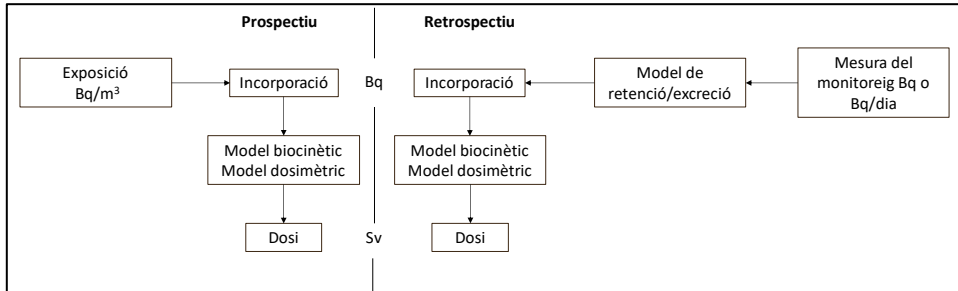 Prospectiu
Retrospectiu
Exposició
Bq/m³
Incorporació
Bq
Incorporació
Model de
retenció/excreció
Mesura del
monitoreig Bq o
Bq/dia
Model biocinètic
Model dosimètric
Model biocinètic
Model dosimètric
Dosi
Sv
Dosi